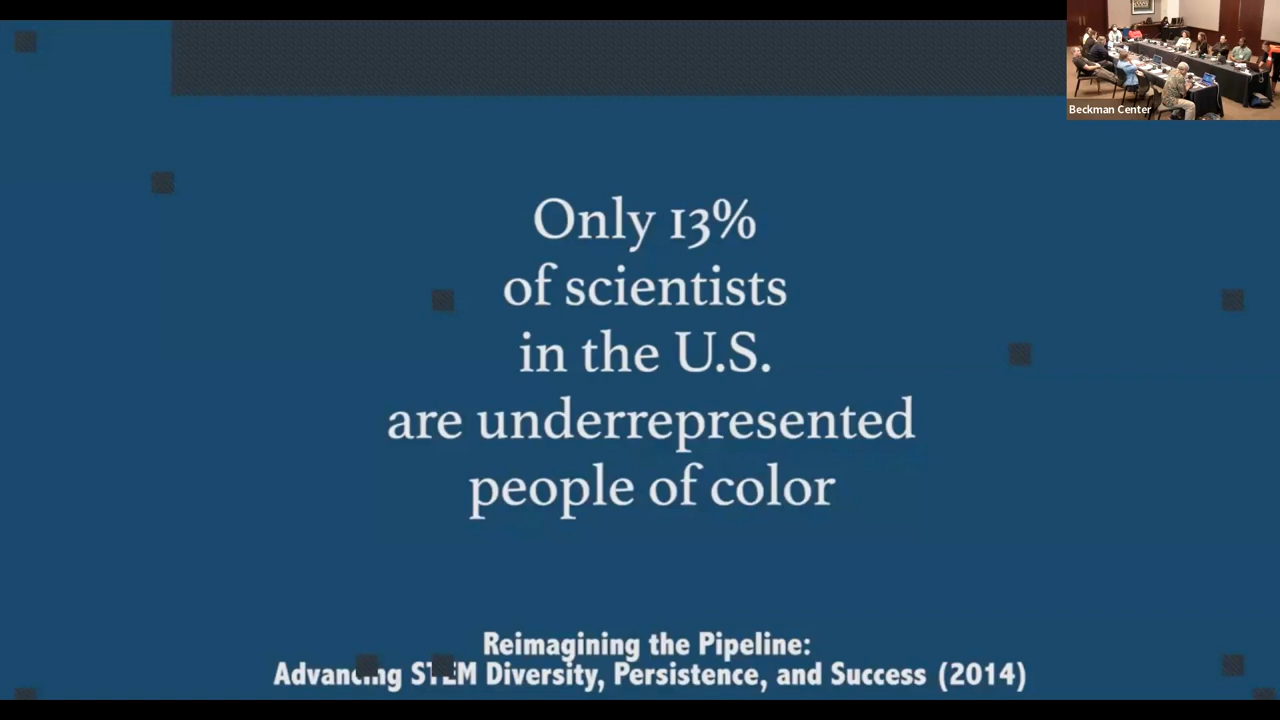 Beckman Center
Only 13%
of scientists
in the U.S.
are underrepresented
people of color
Reimagining the Pipeline:
Advancing STEM Diversity, Persistence, and Success (2014)